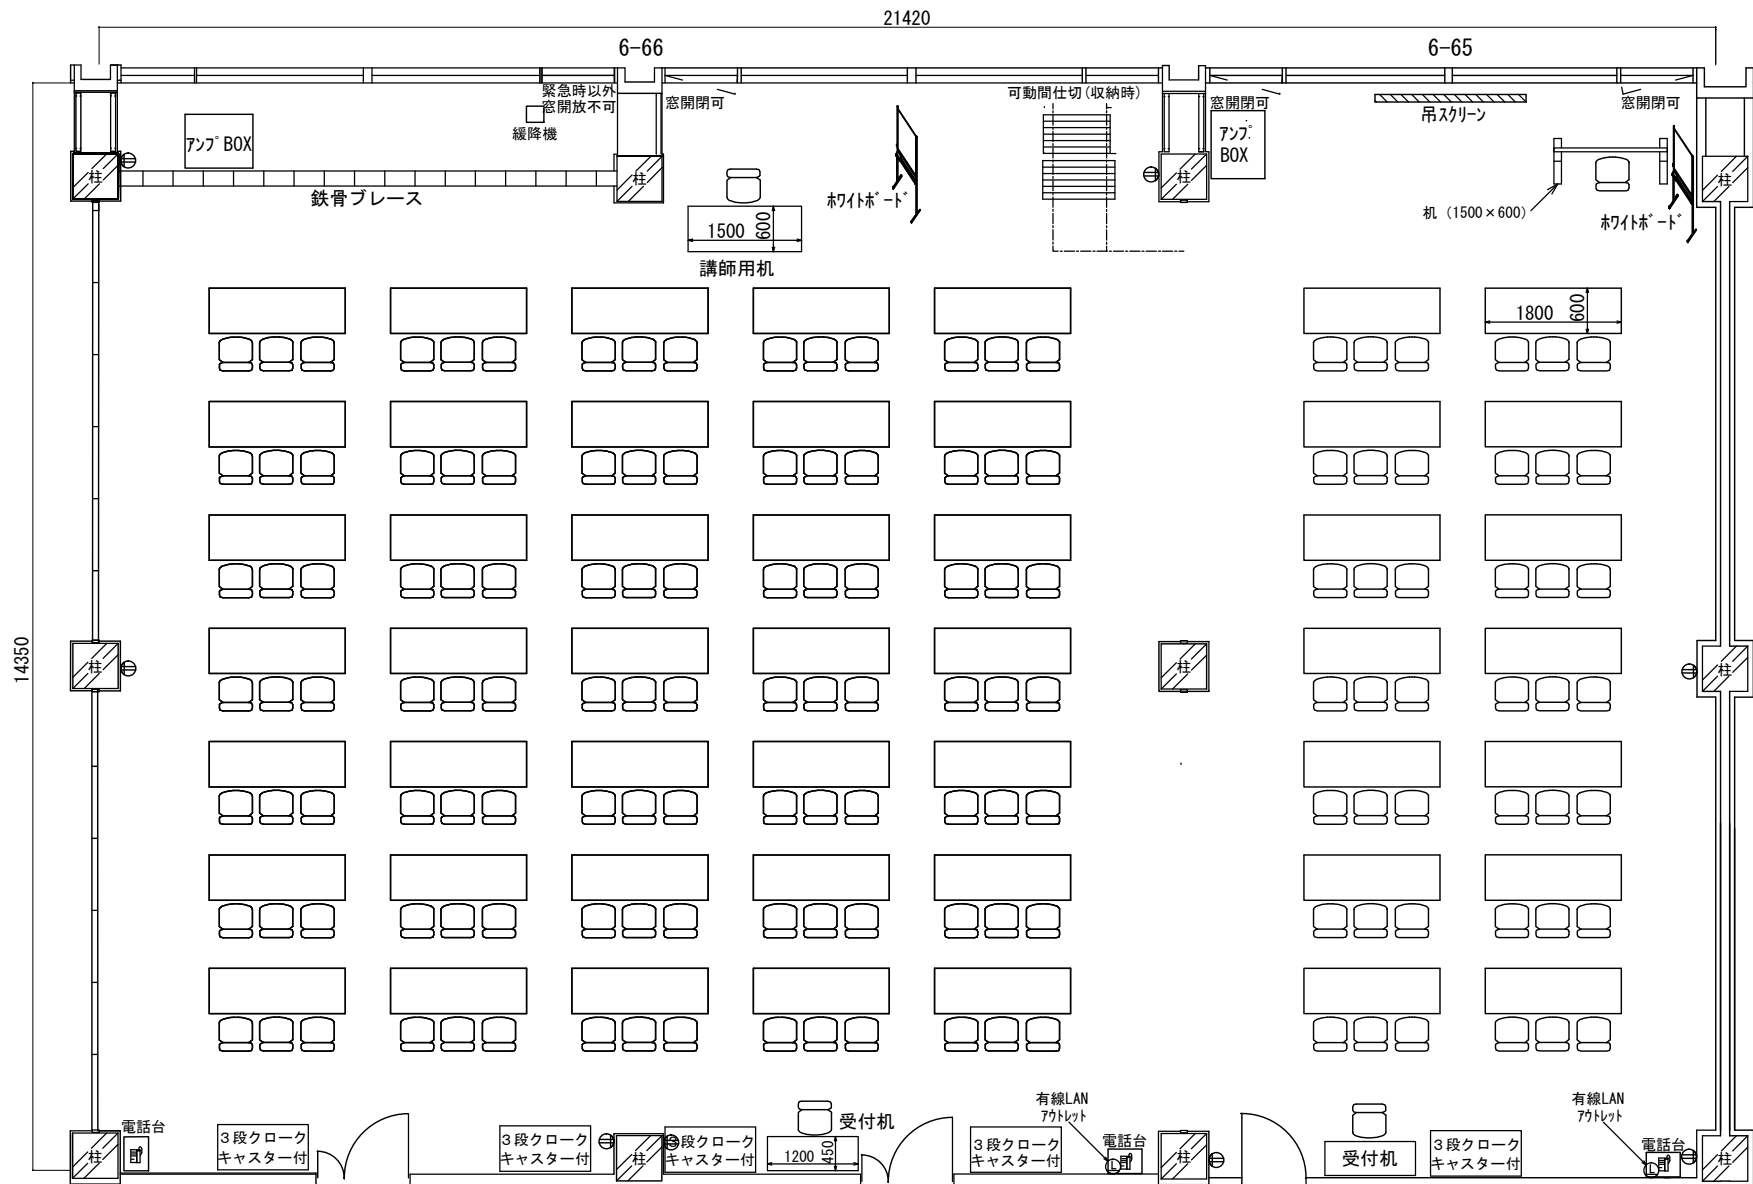 21420
6-66
6-65
緊急時以外
窓開放不可
窓開閉可
可動間仕切(収納時)
窓開閉可
窓開閉可
アンプBOX
緩降機
アンプ
BOX
吊スクリーン
柱
柱
柱
柱
鉄骨ブレース
ホワイトボード
机 (1500×600)
ホワイトボード
1500
600
講師用机
1800
600
14350
柱
柱
柱
有線LAN
アウトレット
有線LAN
アウトレット
電話台
3段クローク
キャスター付
3段クローク
キャスター付
3段クローク
キャスター付
受付机
1200
450
3段クローク
キャスター付
電話台
L
受付机
3段クローク
キャスター付
電話台
L
柱
柱
柱
柱